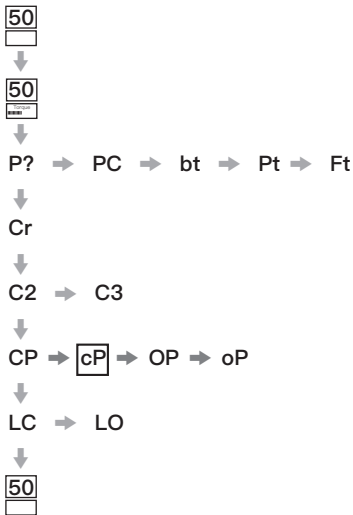 50
50
Torque
P? PC bt Pt Ft
Cr
C2 C3
CP cP OP oP
LC LO
50